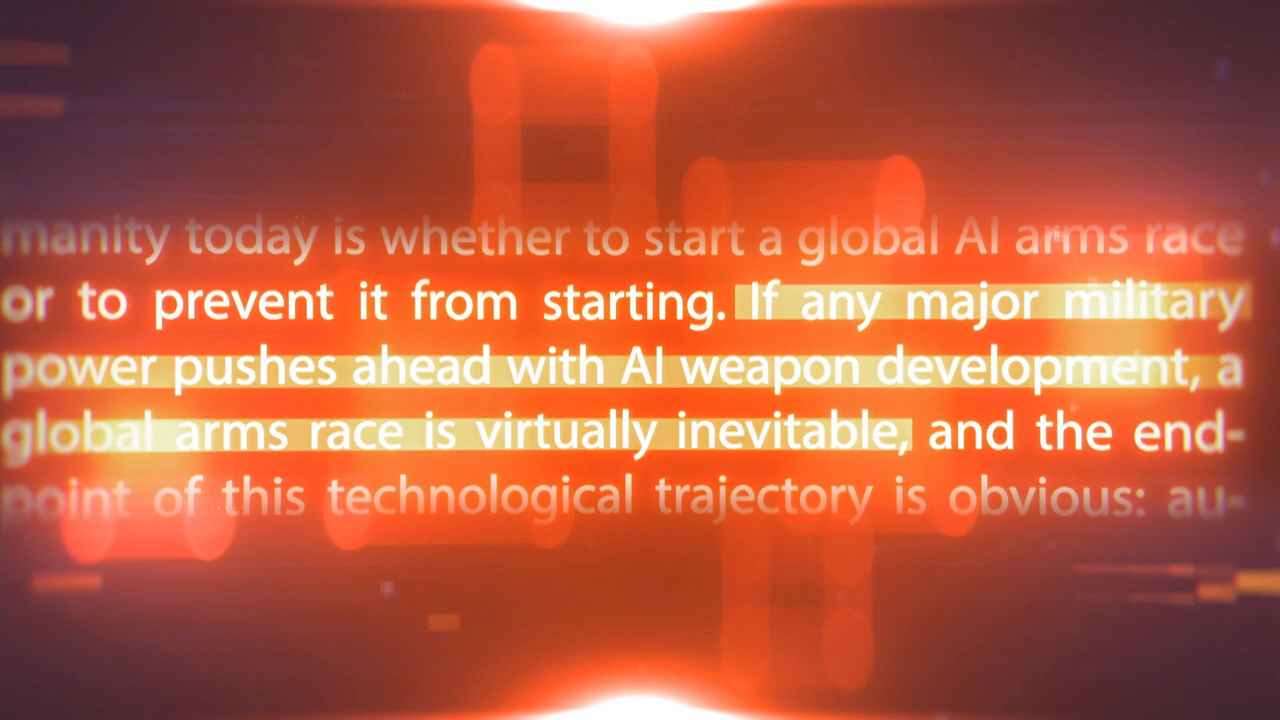 manity today is whether to start a global AI arms race
or to prevent it from starting. If any major military
power pushes ahead with AI weapon development, a
global arms race is virtually inevitable, and the end-
point of this technological trajectory is obvious: au-